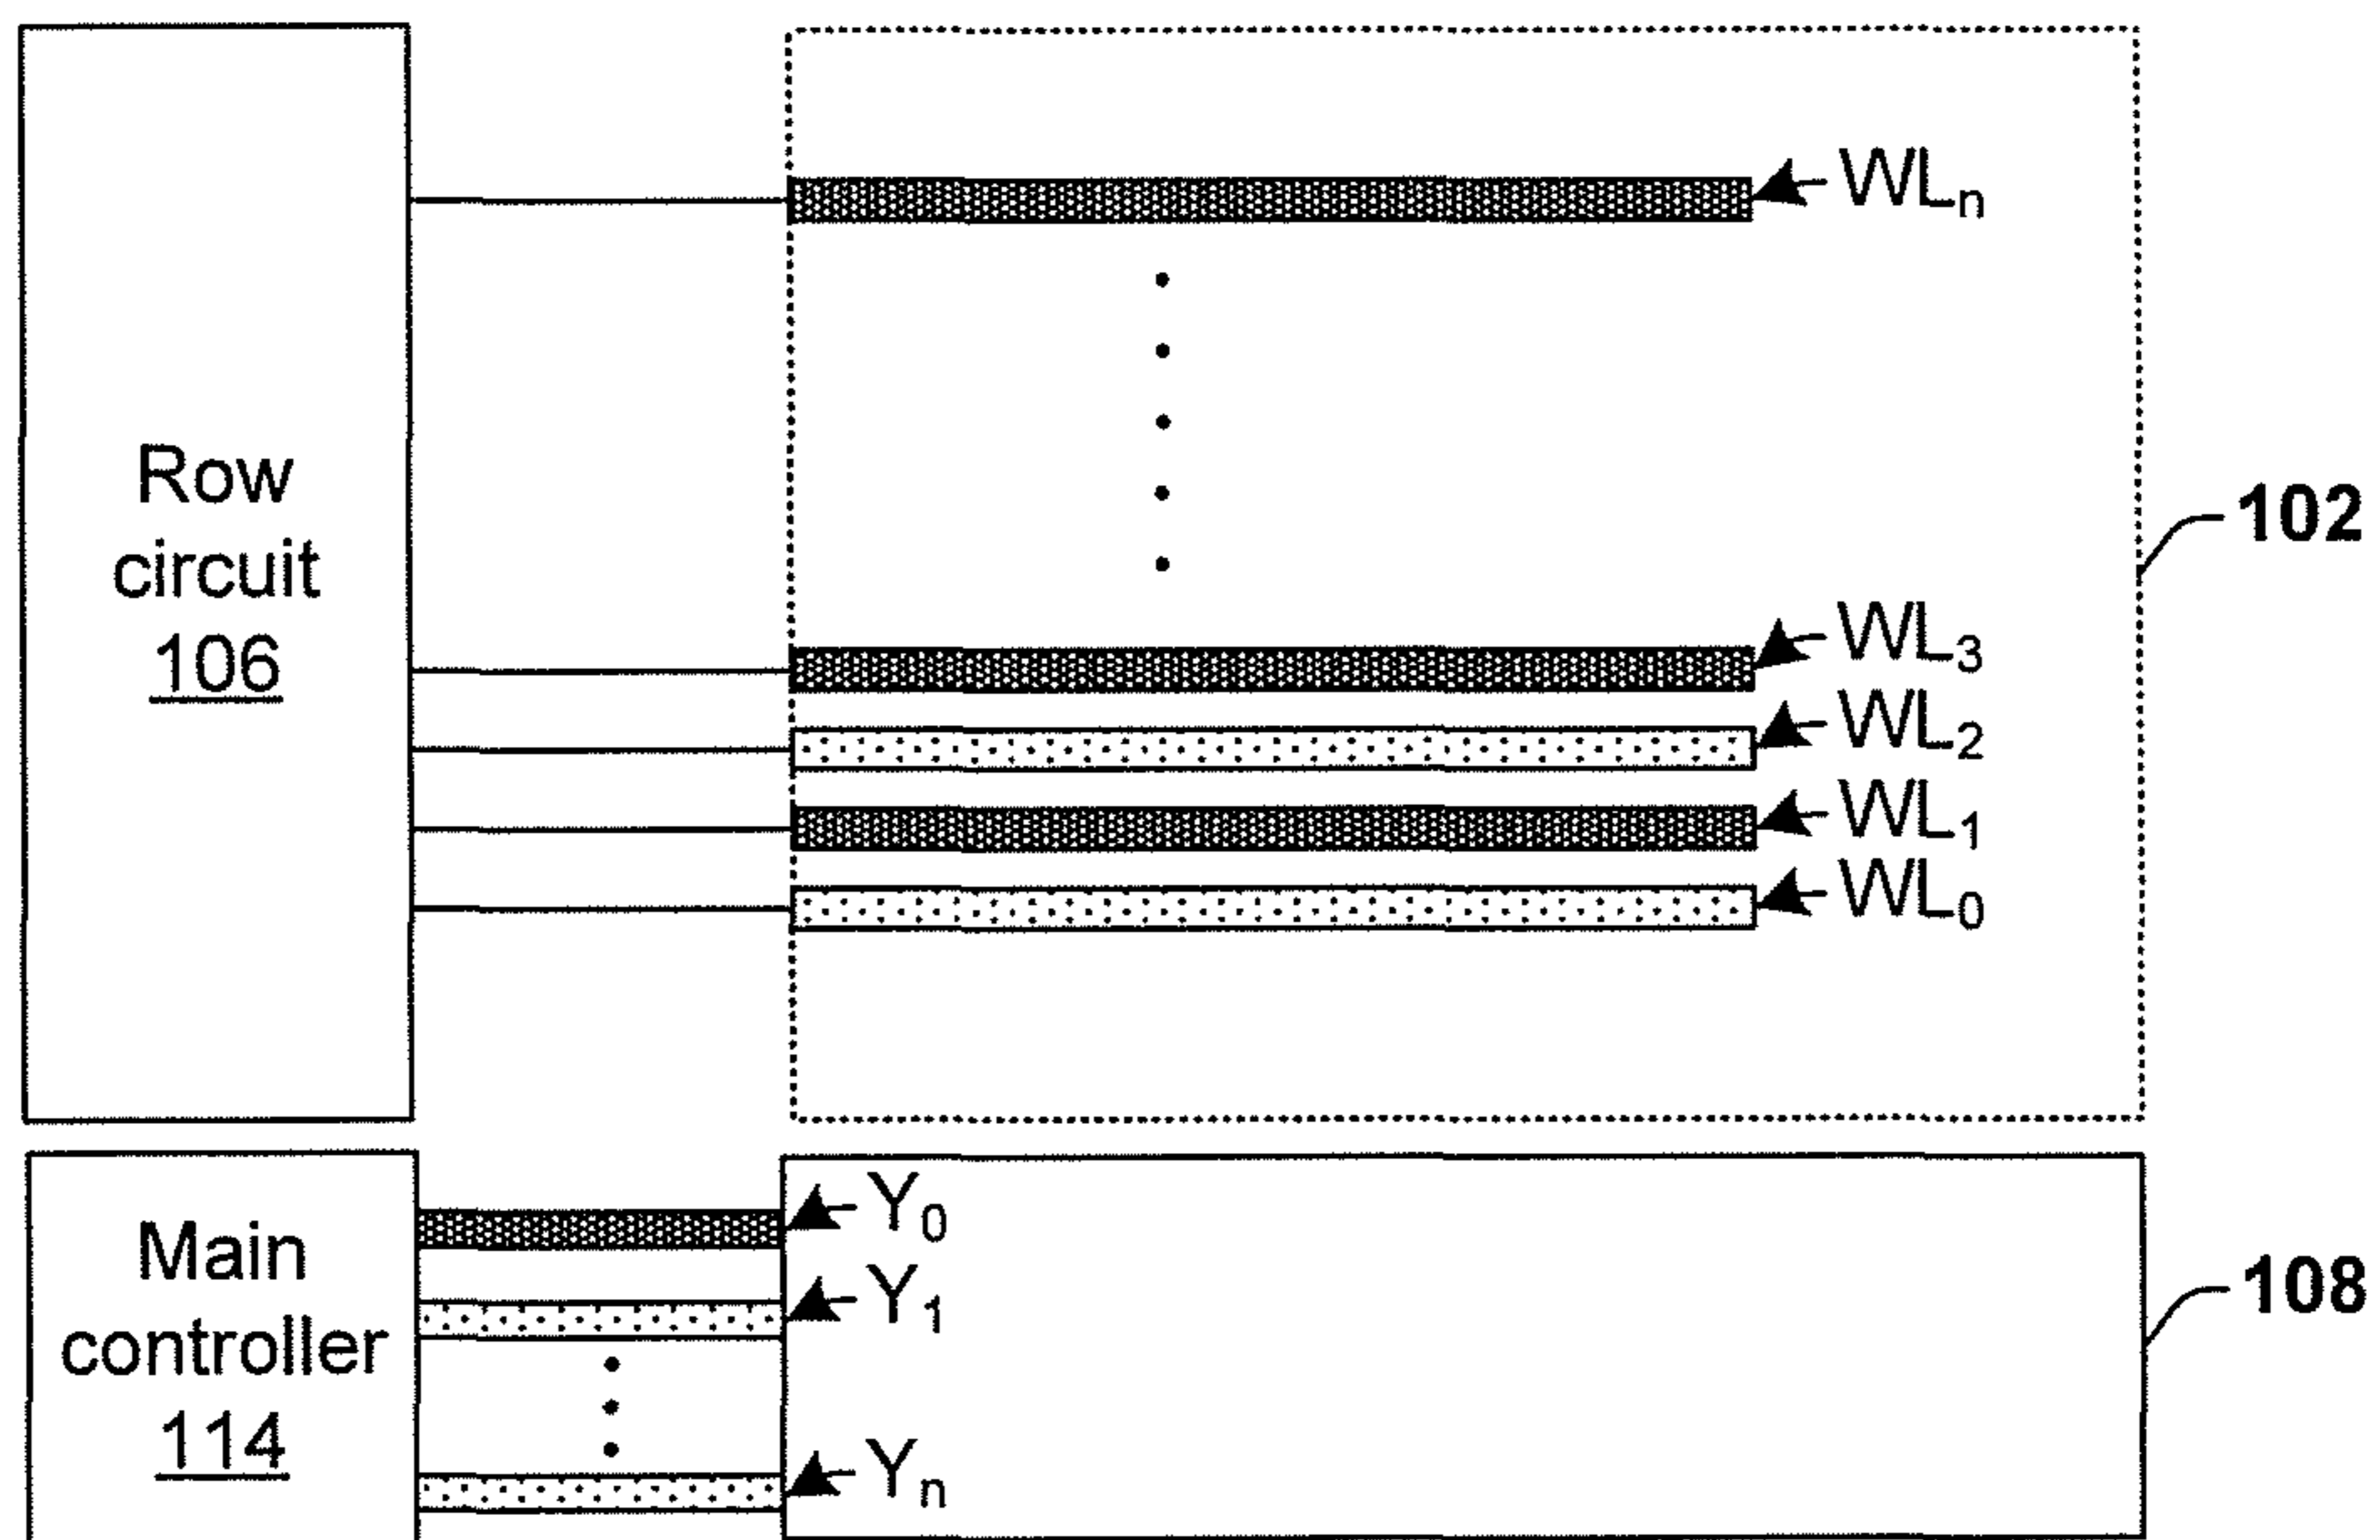 WLn
Row
circuit
106
102
WL3
WL2
WL1
WL0
Main
controller
114
Y0
Y1
Yn
108